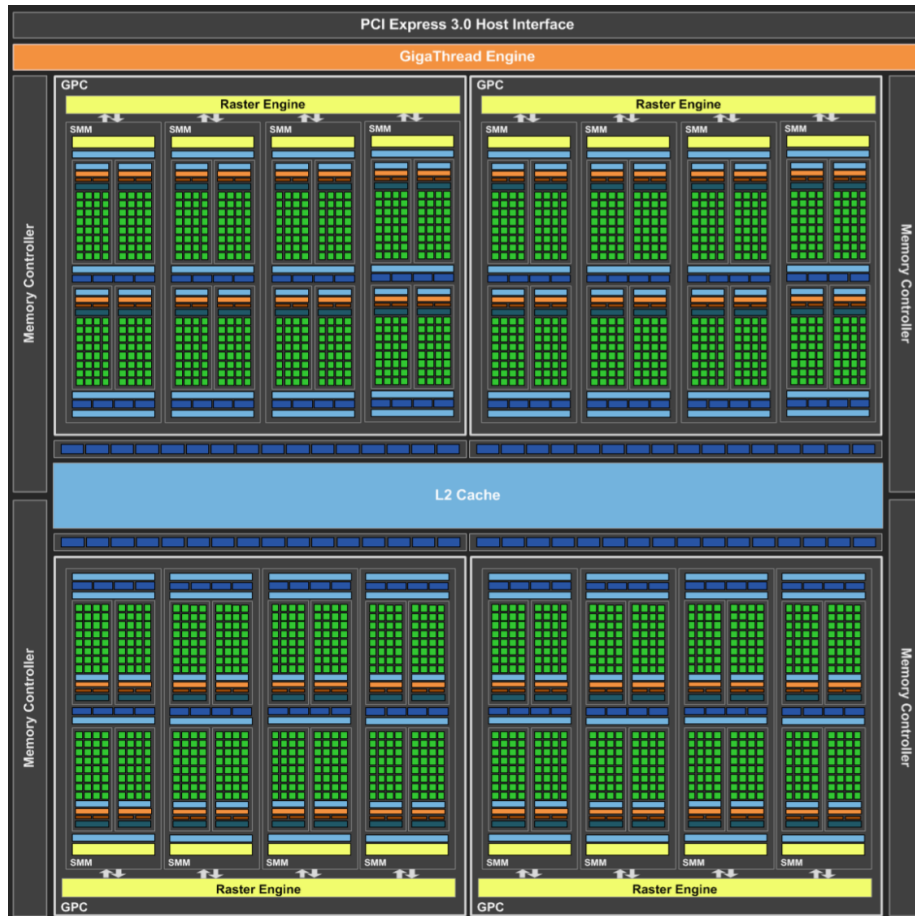 PCI Express 3.0 Host Interface
GigaThread Engine
Memory Controller
GPC
Raster Engine
SMM
SMM
SMM
SMM
GPC
Raster Engine
SMM
SMM
SMM
SMM
Memory Controller
L2 Cache
Memory Controller
SMM
SMM
SMM
SMM
Raster Engine
GPC
SMM
SMM
SMM
SMM
Raster Engine
GPC
Memory Controller